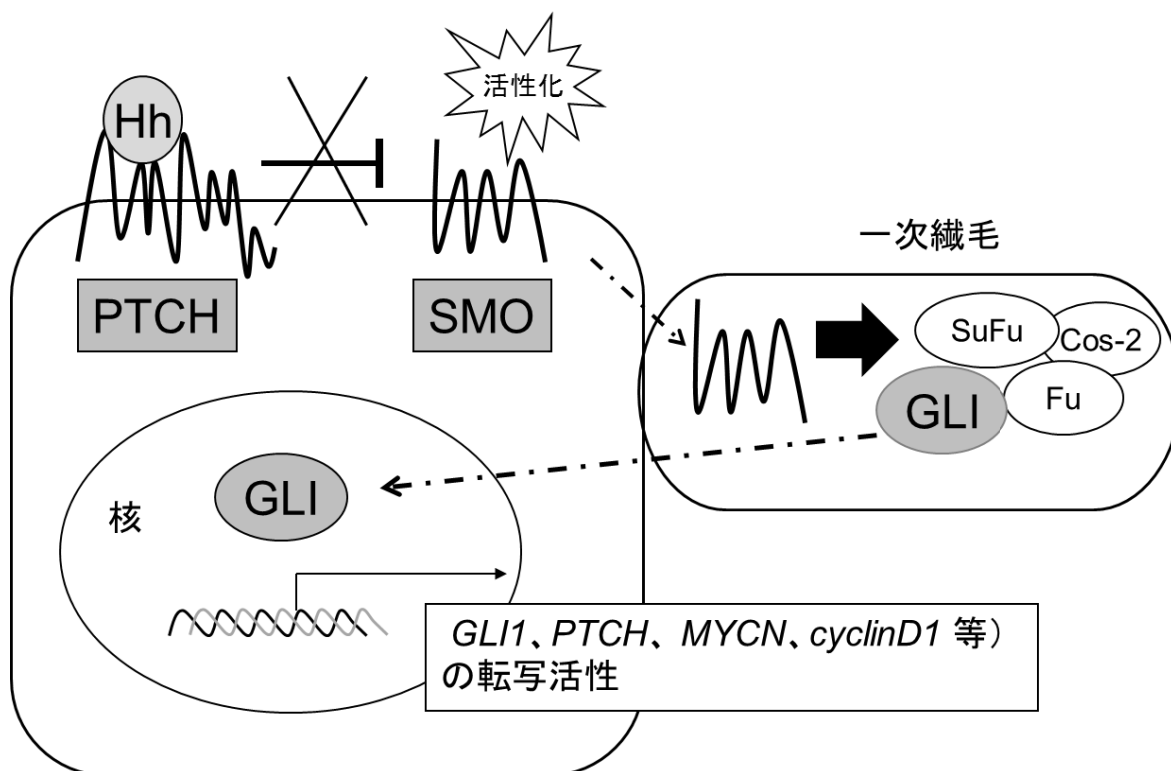 活性化
Hh
PTCH
SMO
一次繊毛
SuFu
Cos-2
Fu
GLI
核
GLI
GLI1、PTCH、MYCN、cyclinD1 等）
の転写活性